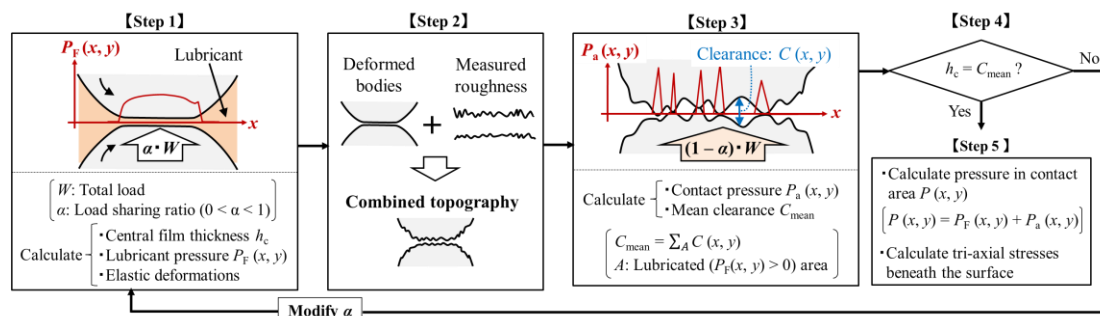 【Step 1】
P_F (x, y)
Lubricant
x
α・W
W: Total load
α: Load sharing ratio (0 < α < 1)
Calculate
・Central film thickness h_c
・Lubricant pressure P_F (x, y)
・Elastic deformations
【Step 2】
Deformed bodies
+
Measured roughness
Combined topography
【Step 3】
P_a (x, y)
Clearance: C (x, y)
x
(1 – α)・W
Calculate
・Contact pressure P_a (x, y)
・Mean clearance C_mean
C_mean = ∑_A C (x, y)
A: Lubricated (P_F(x, y) > 0) area
【Step 4】
h_c = C_mean ?
No
Yes
【Step 5】
・Calculate pressure in contact
area P (x, y)
[P (x, y) = P_F (x, y) + P_a (x, y)]
・Calculate tri-axial stresses
beneath the surface
Modify α